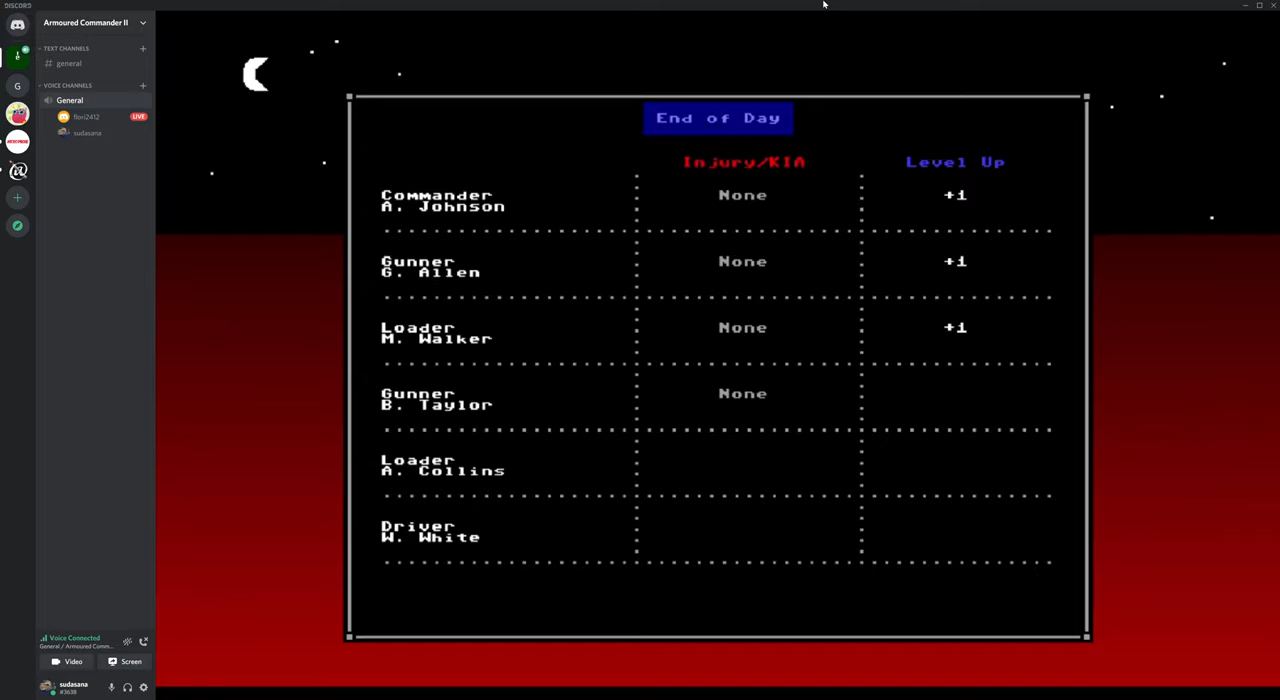 DISCORD
Armoured Commander II
TEXT CHANNELS
# general
VOICE CHANNELS
General
flori2412 LIVE
sudasana
G
End of Day
Injury/KIA Level Up
Commander
A. Johnson
None +1
Gunner
G. Allen
None +1
Loader
M. Walker
None +1
Gunner
B. Taylor
None
Loader
A. Collins
Driver
W. White
Voice Connected
General / Armoured Comm...
Video Screen
sudasana
#3638